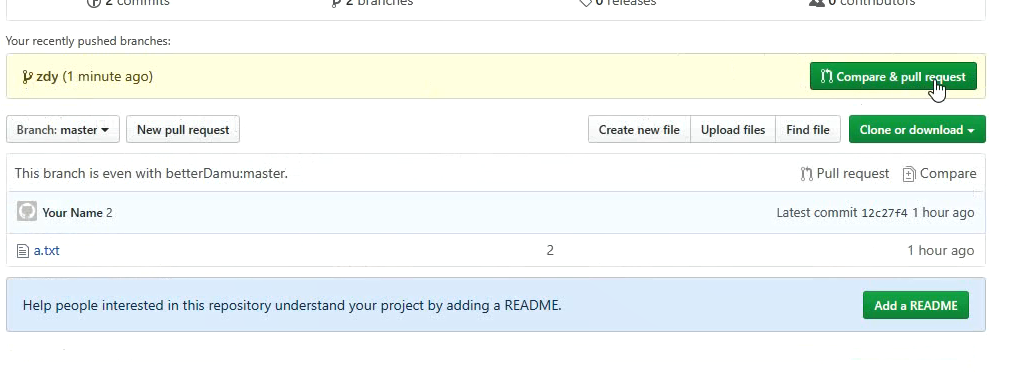 2 commits 2 branches 0 releases 0 contributors
Your recently pushed branches:
zdy (1 minute ago) Compare & pull request
Branch: master New pull request Create new file Upload files Find file Clone or download
This branch is even with betterDamu:master. Pull request Compare
Your Name 2 Latest commit 12c27f4 1 hour ago
a.txt 2 1 hour ago
Help people interested in this repository understand your project by adding a README. Add a README